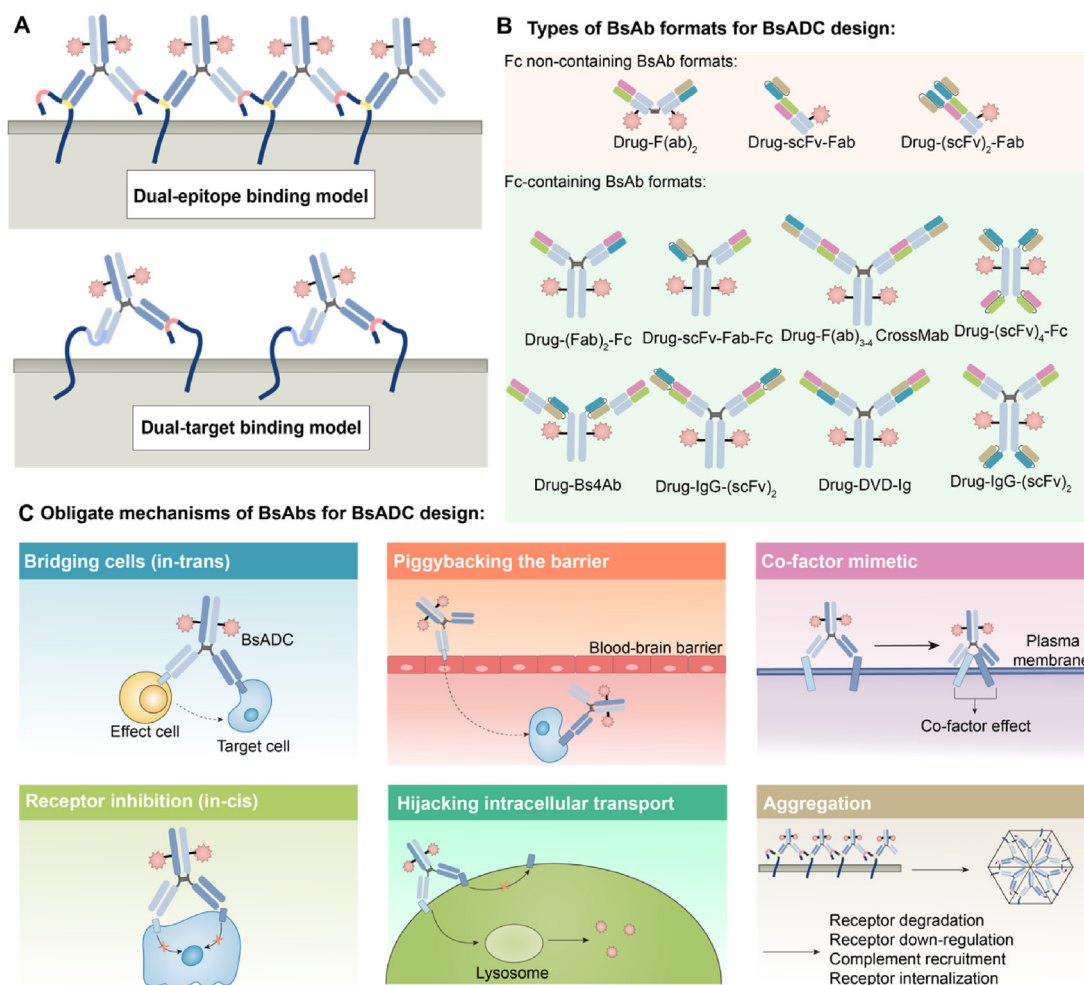 A
Dual-epitope binding model
Dual-target binding model
B Types of BsAb formats for BsADC design:
Fc non-containing BsAb formats:
Drug-F(ab)2
Drug-scFv-Fab
Drug-(scFv)2-Fab
Fc-containing BsAb formats:
Drug-(Fab)2-Fc
Drug-scFv-Fab-Fc
Drug-F(ab)3-4 CrossMab
Drug-(scFv)4-Fc
Drug-Bs4Ab
Drug-IgG-(scFv)2
Drug-DVD-Ig
Drug-IgG-(scFv)2
C Obligate mechanisms of BsAbs for BsADC design:
Bridging cells (in-trans)
BsADC
Effect cell
Target cell
Piggybacking the barrier
Blood-brain barrier
Co-factor mimetic
Plasma
membrane
Co-factor effect
Receptor inhibition (in-cis)
Hijacking intracellular transport
Lysosome
Aggregation
Receptor degradation
Receptor down-regulation
Complement recruitment
Receptor internalization